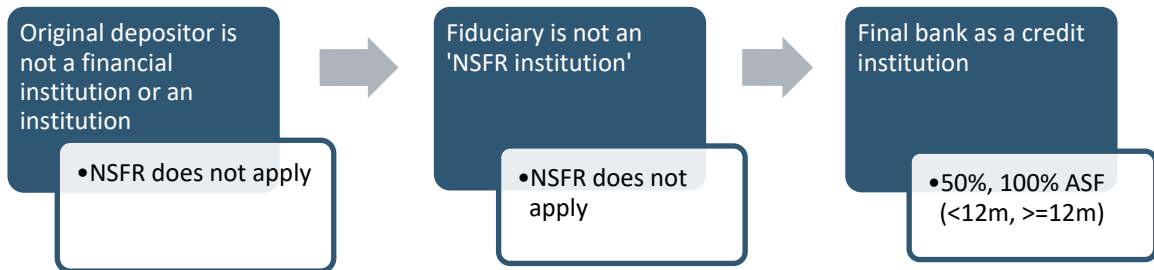 Original depositor is
not a financial
institution or an
institution
•NSFR does not apply
Fiduciary is not an
'NSFR institution'
•NSFR does not
apply
Final bank as a credit
institution
•50%, 100% ASF
(<12m, >=12m)